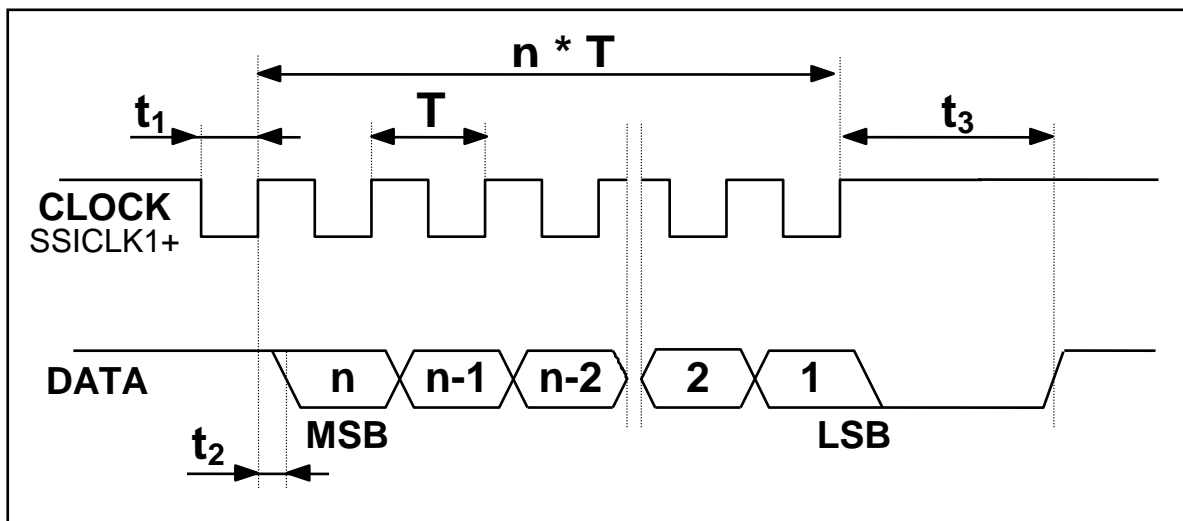 n * T
t₁
T
t₃
CLOCK
SSICLK1+
DATA
n
n-1
n-2
2
1
MSB
LSB
t₂